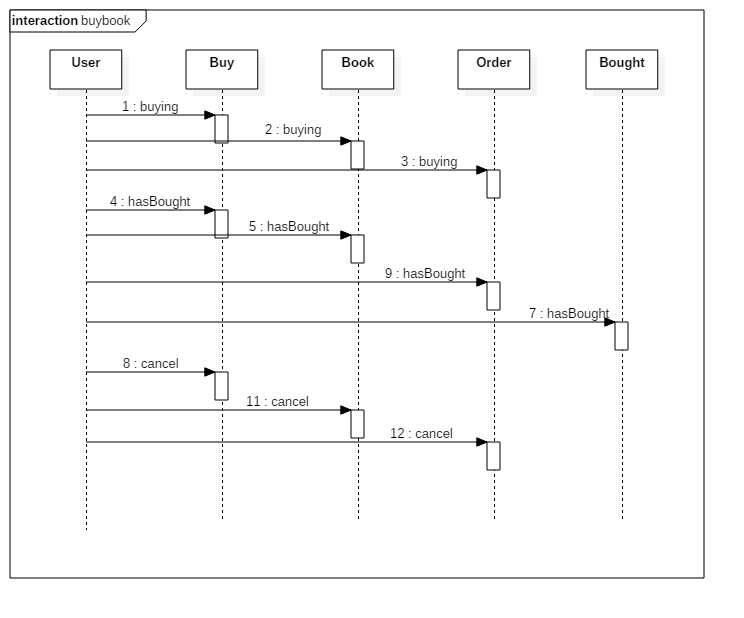 interaction buybook
User Buy Book Order Bought
1 : buying
2 : buying
3 : buying
4 : hasBought
5 : hasBought
9 : hasBought
7 : hasBought
8 : cancel
11 : cancel
12 : cancel